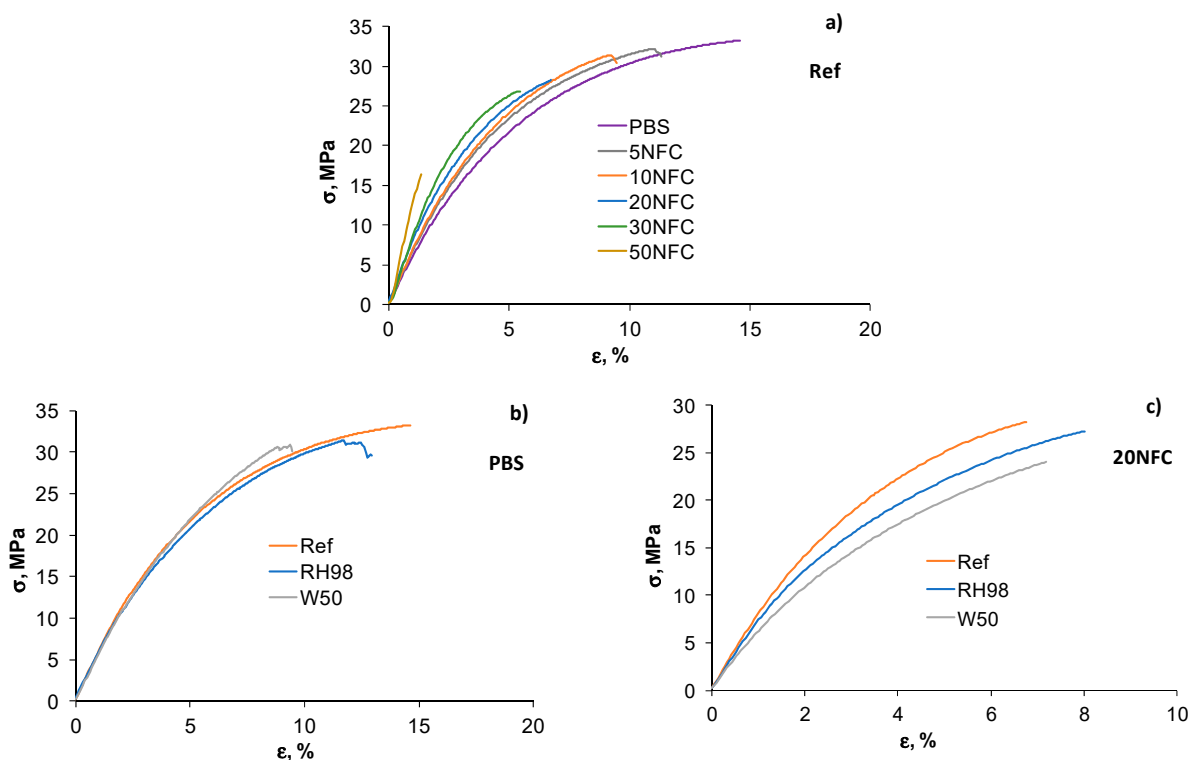 a)
Ref
σ, MPa
35
30
25
20
15
10
5
0
PBS
5NFC
10NFC
20NFC
30NFC
50NFC
0 5 10 15 20
ε, %
b)
PBS
σ, MPa
35
30
25
20
15
10
5
0
Ref
RH98
W50
0 5 10 15 20
ε, %
c)
20NFC
σ, MPa
30
25
20
15
10
5
0
Ref
RH98
W50
0 2 4 6 8 10
ε, %